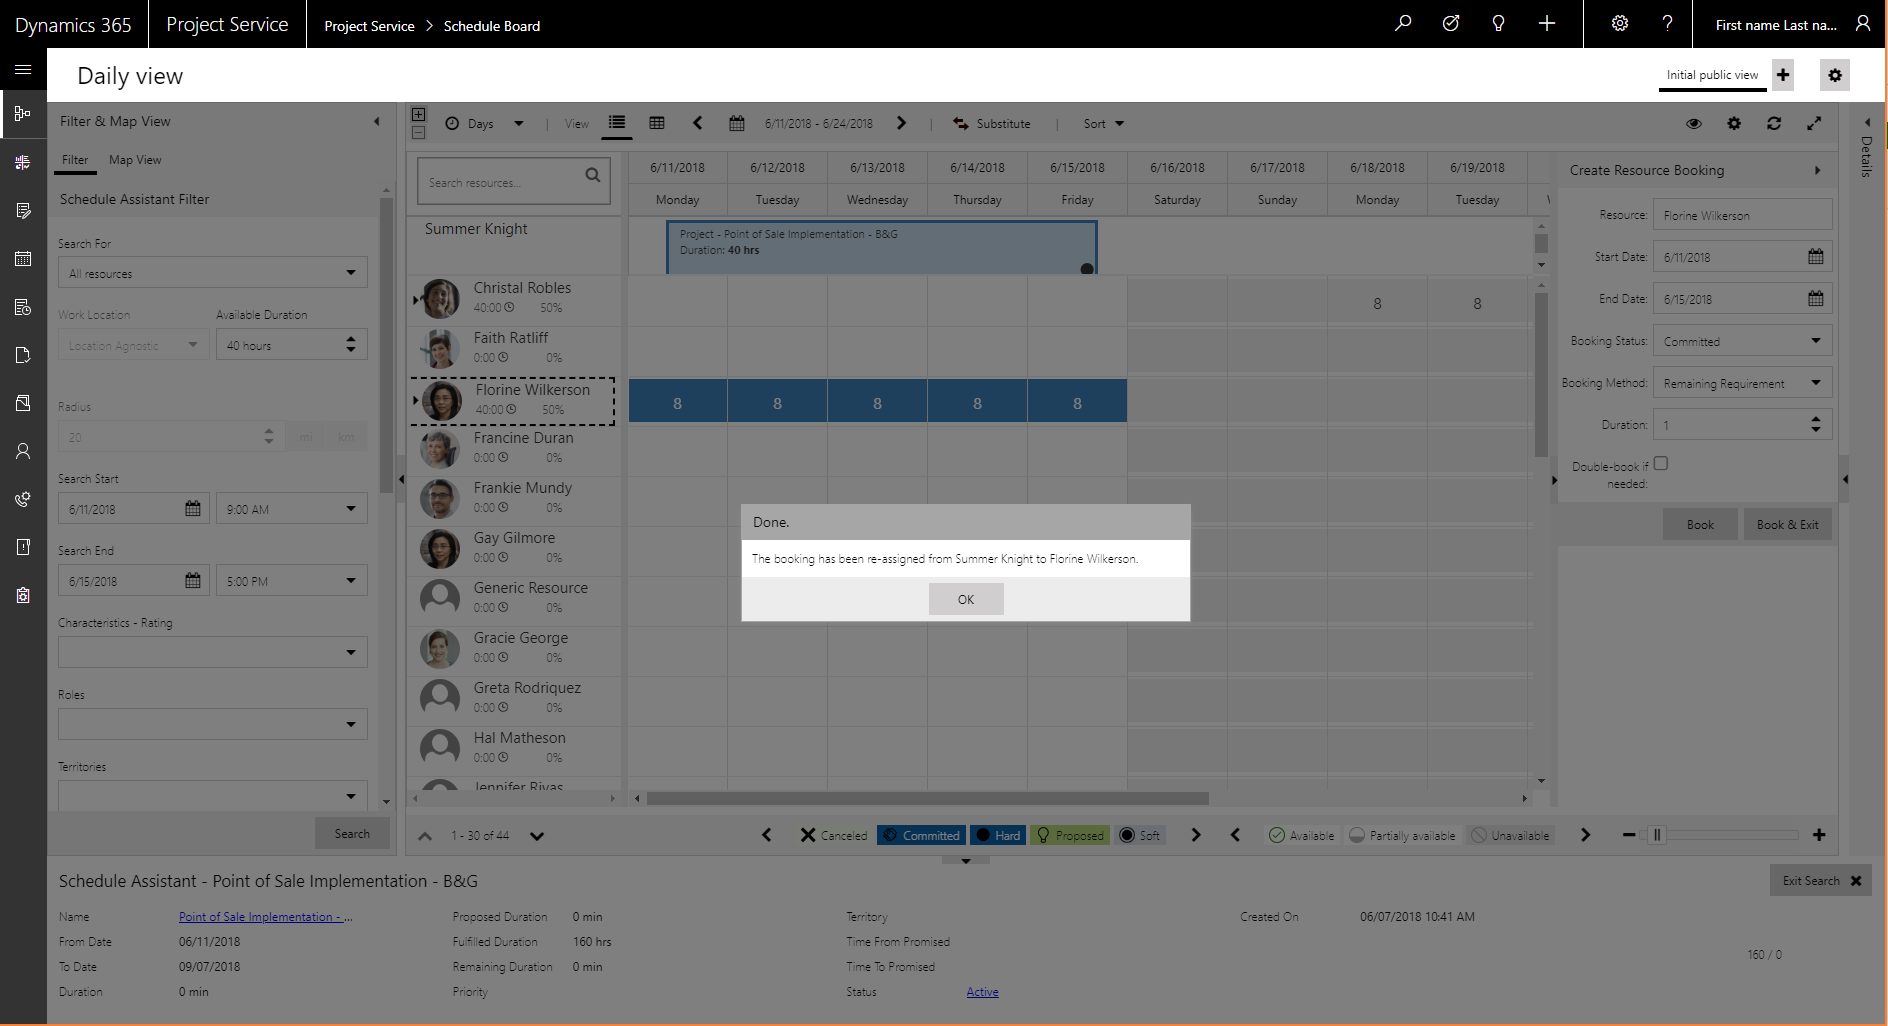 Dynamics 365
Project Service
Project Service > Schedule Board
First name Last na...
Daily view
Initial public view
Filter & Map View
Filter
Map View
Schedule Assistant Filter
Search For
All resources
Work Location
Available Duration
Location Agnostic
40 hours
Radius
20
mi
km
Search Start
6/11/2018
9:00 AM
Search End
6/15/2018
5:00 PM
Characteristics - Rating
Roles
Territories
Search
Days
View
6/11/2018 - 6/24/2018
Substitute
Sort
Search resources...
6/11/2018
6/12/2018
6/13/2018
6/14/2018
6/15/2018
6/16/2018
6/17/2018
6/18/2018
6/19/2018
Monday
Tuesday
Wednesday
Thursday
Friday
Saturday
Sunday
Monday
Tuesday
Summer Knight
Project - Point of Sale Implementation - B&G
Duration: 40 hrs
Christal Robles
40:00 50%
8 8
Faith Ratliff
0:00 0%
Florine Wilkerson
40:00 50%
8 8 8 8 8
Francine Duran
0:00 0%
Frankie Mundy
0:00 0%
Gay Gilmore
0:00 0%
Generic Resource
0:00 0%
Gracie George
0:00 0%
Greta Rodriquez
0:00 0%
Hal Matheson
0:00 0%
Jennifer Rivas
Done.
The booking has been re-assigned from Summer Knight to Florine Wilkerson.
OK
1 - 30 of 44
Canceled
Committed
Hard
Proposed
Soft
Available
Partially available
Unavailable
Create Resource Booking
Resource: Florine Wilkerson
Start Date: 6/11/2018
End Date: 6/15/2018
Booking Status: Committed
Booking Method: Remaining Requirement
Duration: 1
Double-book if
needed:
Book
Book & Exit
Details
Schedule Assistant - Point of Sale Implementation - B&G
Exit Search
Name Point of Sale Implementation - ...
From Date 06/11/2018
To Date 09/07/2018
Duration 0 min
Proposed Duration 0 min
Fulfilled Duration 160 hrs
Remaining Duration 0 min
Priority
Territory
Time From Promised
Time To Promised
Status Active
Created On 06/07/2018 10:41 AM
160 / 0